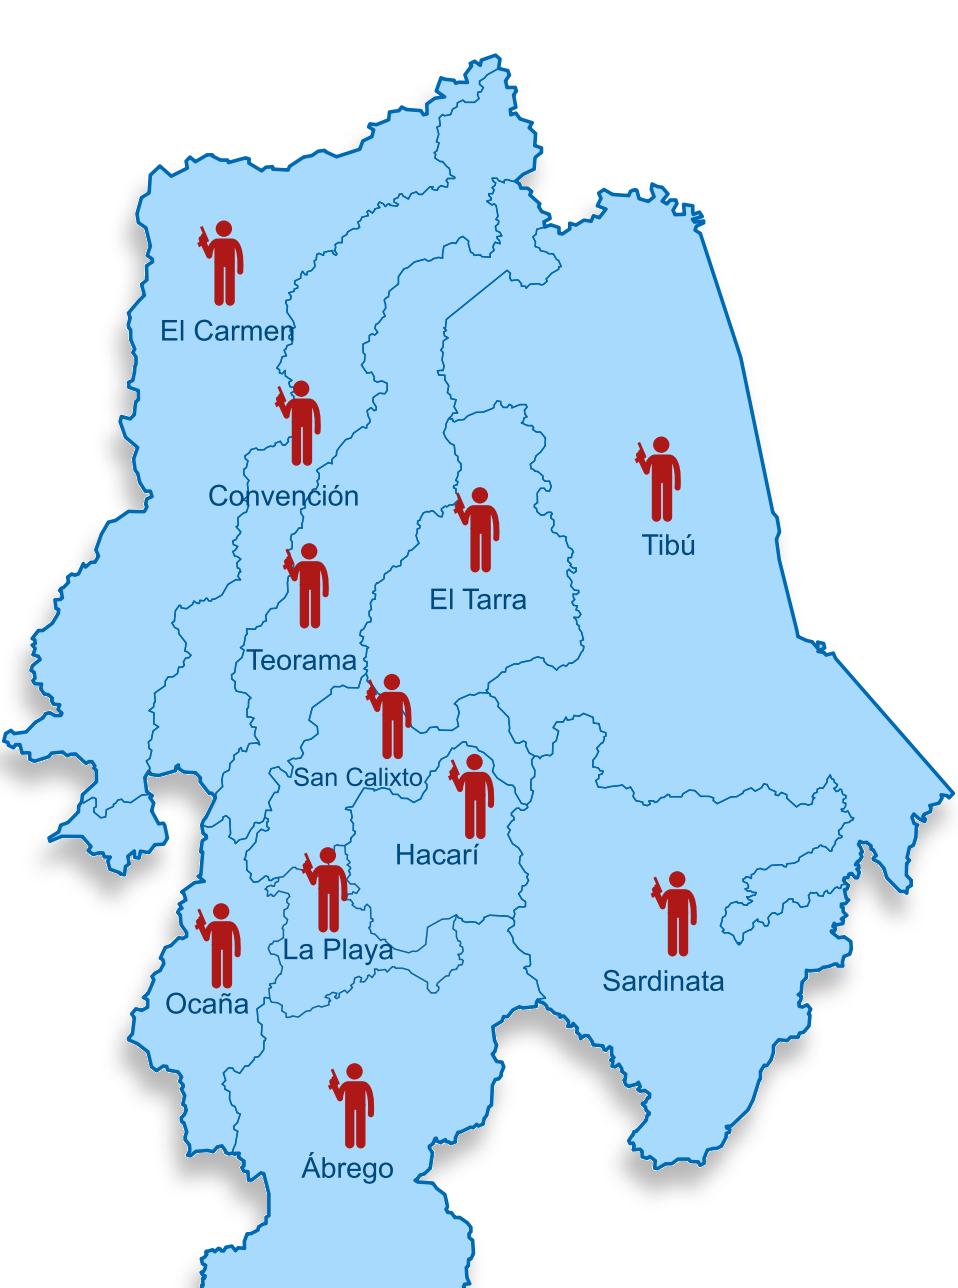 El Carmen
Convención
Tibú
El Tarra
Teorama
San Calixto
Hacarí
La Playa
Sardinata
Ocaña
Ábrego